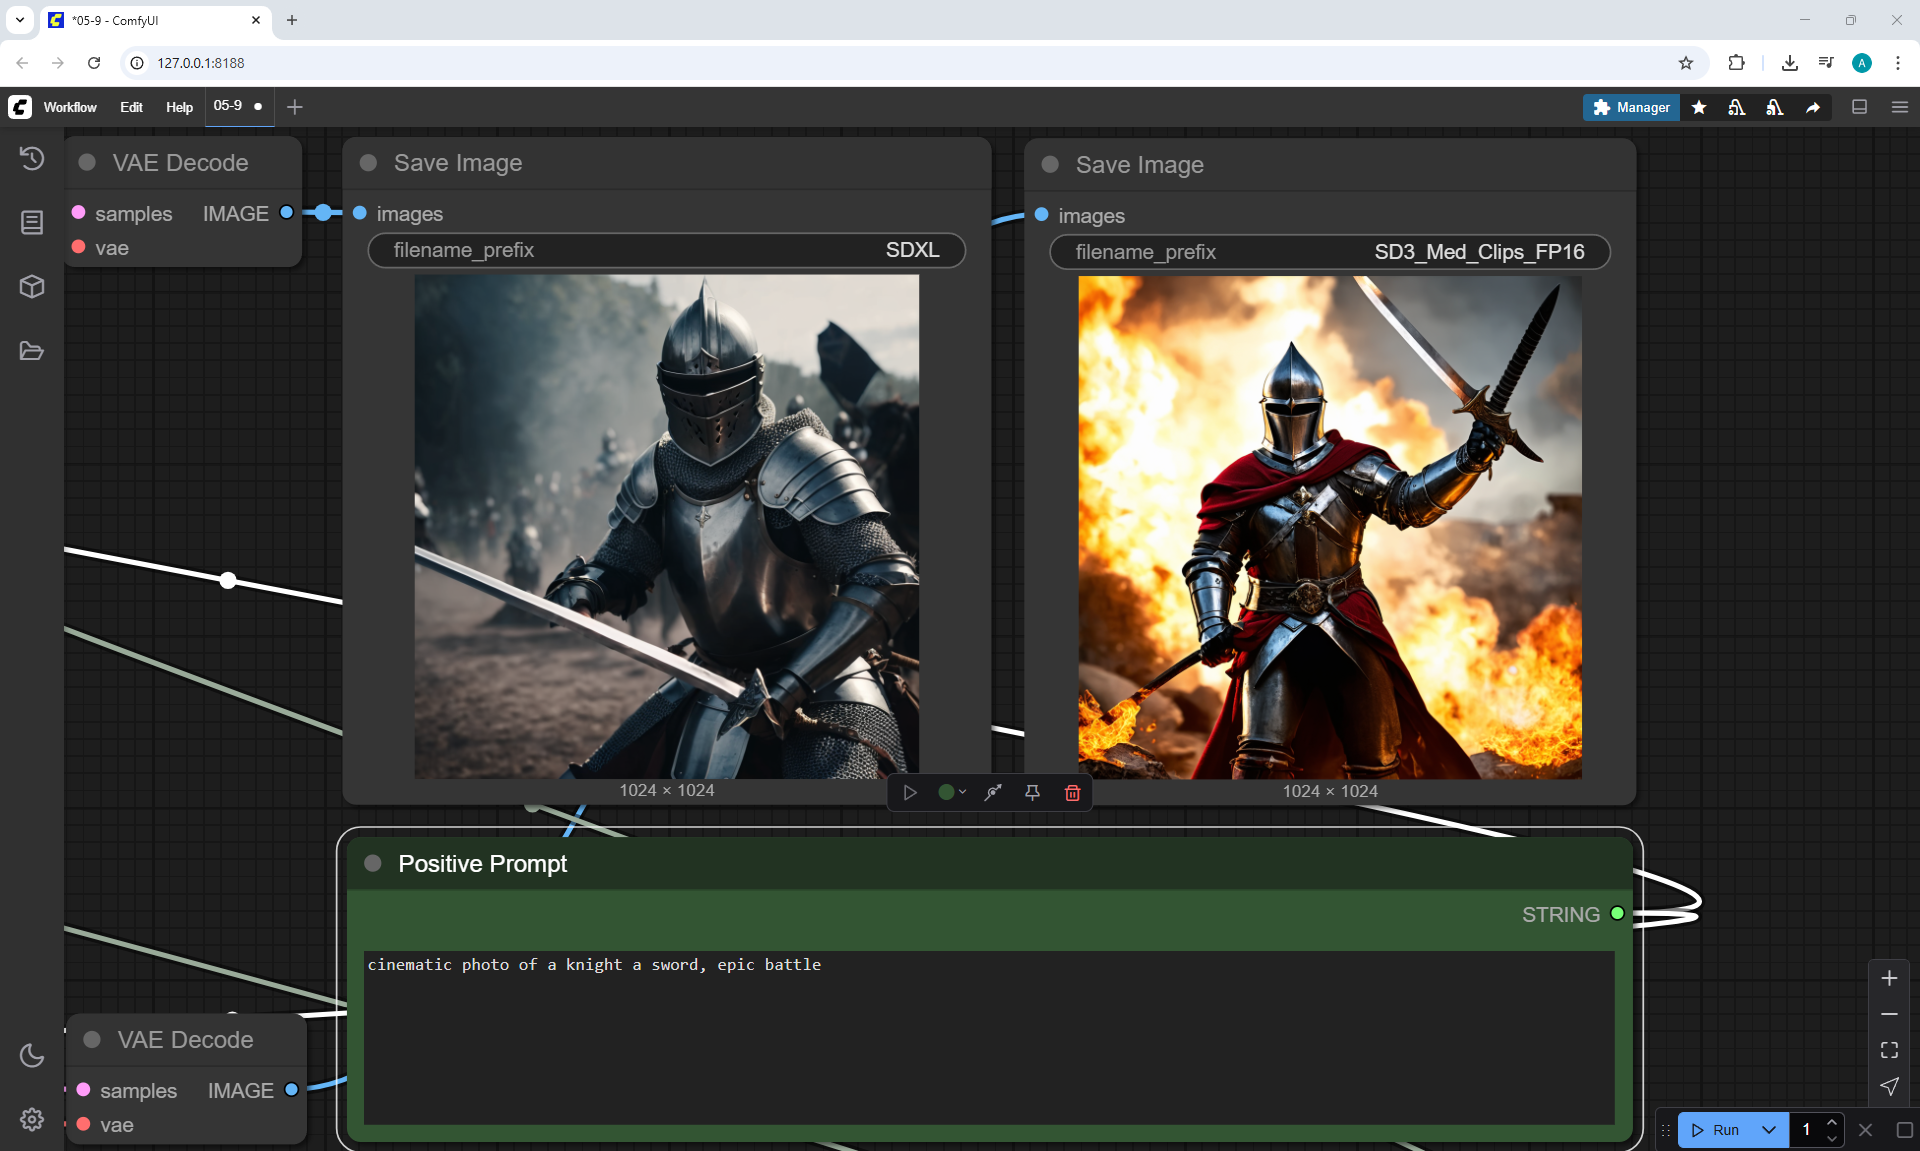 *05-9 - ComfyUI
127.0.0.1:8188
Workflow Edit Help 05-9
Manager
VAE Decode
samples IMAGE
vae
Save Image
images
filename_prefix SDXL
1024 × 1024
Save Image
images
filename_prefix SD3_Med_Clips_FP16
1024 × 1024
Positive Prompt
STRING
cinematic photo of a knight a sword, epic battle
VAE Decode
samples IMAGE
vae
A
Run 1